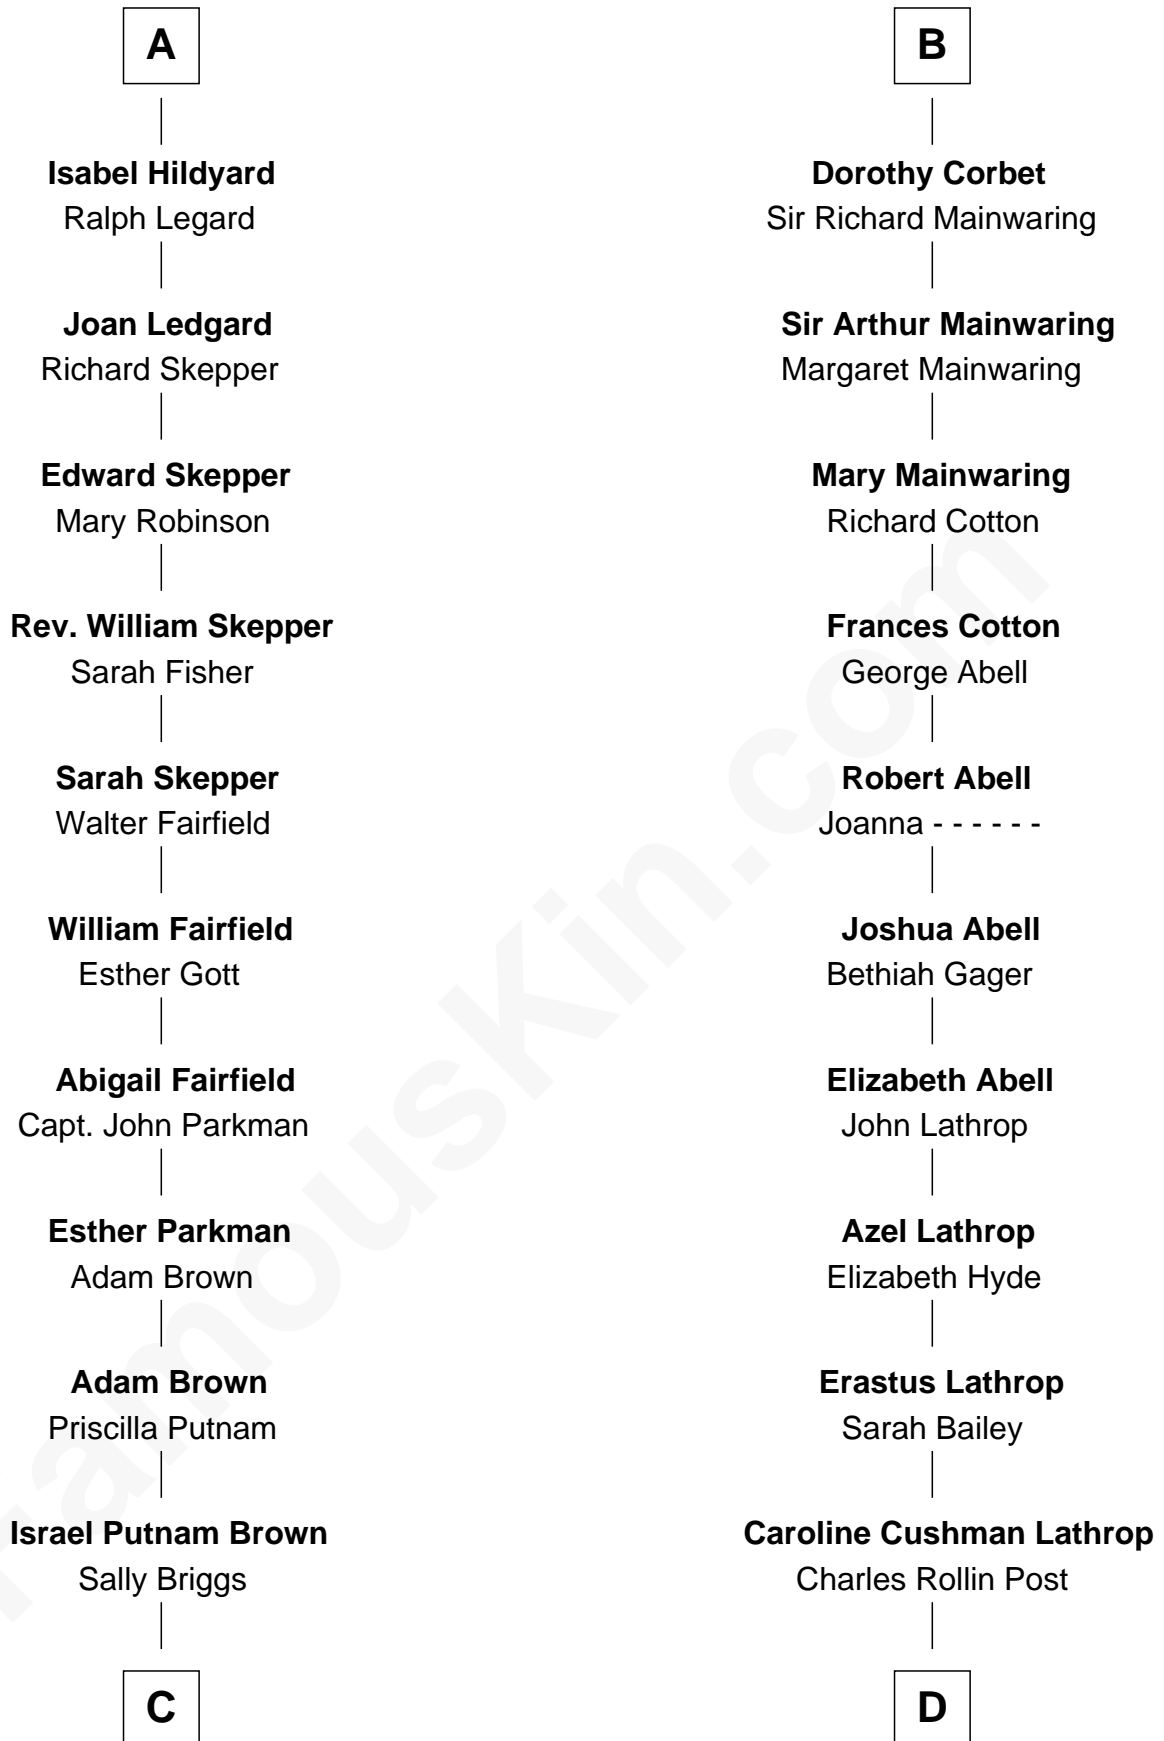 A
Isabel Hildyard
Ralph Legard
Joan Ledgard
Richard Skepper
Edward Skepper
Mary Robinson
Rev. William Skepper
Sarah Fisher
Sarah Skepper
Walter Fairfield
William Fairfield
Esther Gott
Abigail Fairfield
Capt. John Parkman
Esther Parkman
Adam Brown
Adam Brown
Priscilla Putnam
Israel Putnam Brown
Sally Briggs
C
B
Dorothy Corbet
Sir Richard Mainwaring
Sir Arthur Mainwaring
Margaret Mainwaring
Mary Mainwaring
Richard Cotton
Frances Cotton
George Abell
Robert Abell
Joanna - - - - - -
Joshua Abell
Bethiah Gager
Elizabeth Abell
John Lathrop
Azel Lathrop
Elizabeth Hyde
Erastus Lathrop
Sarah Bailey
Caroline Cushman Lathrop
Charles Rollin Post
D
FamousKin.com